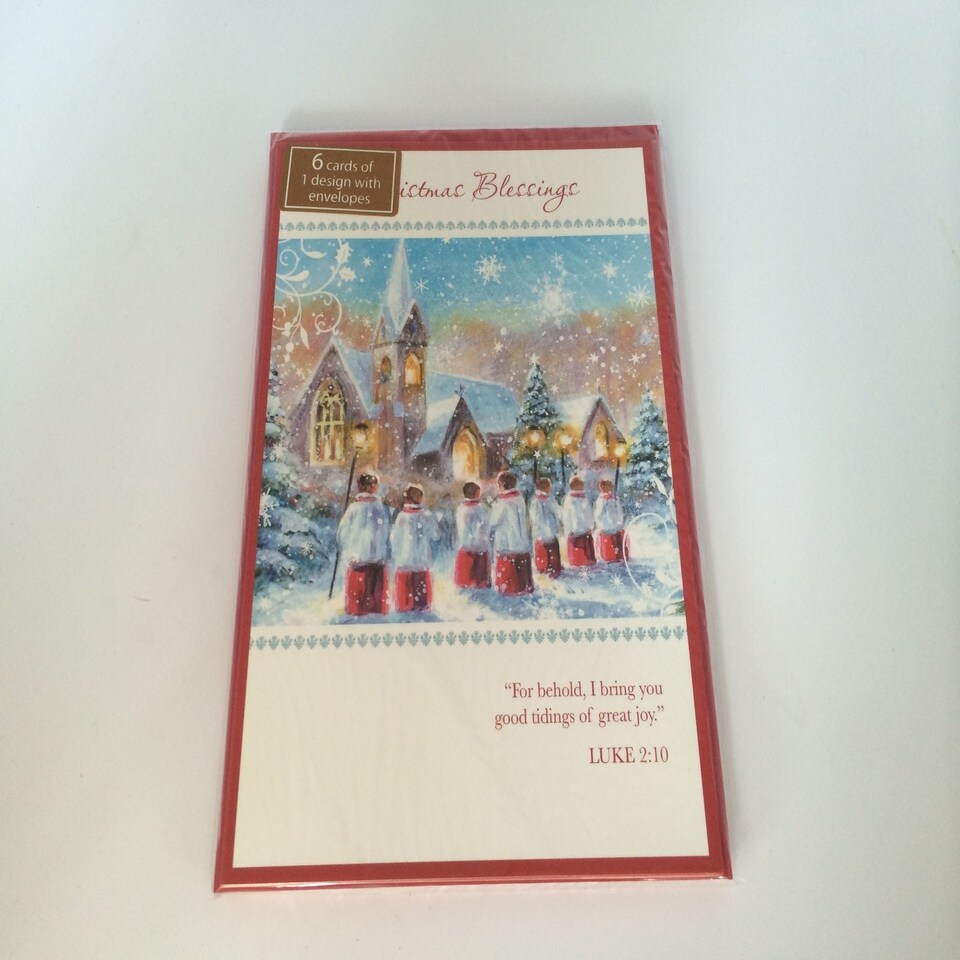 6 cards of
1 design with
envelopes
istmas Blessings
“For behold, I bring you
good tidings of great joy.”
LUKE 2:10